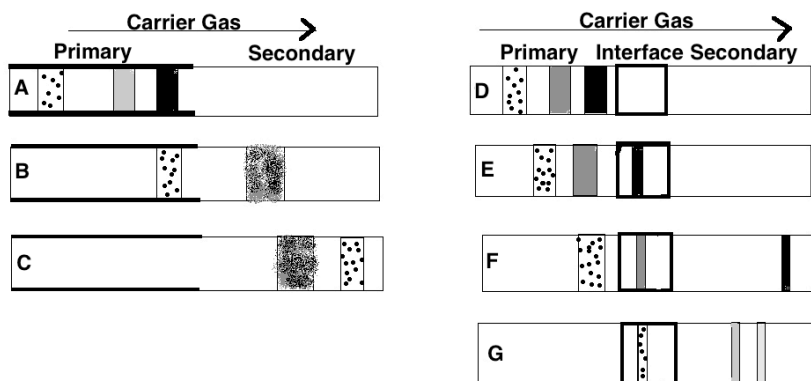 Carrier Gas
Primary Secondary
A
B
C
Carrier Gas
Primary Interface Secondary
D
E
F
G